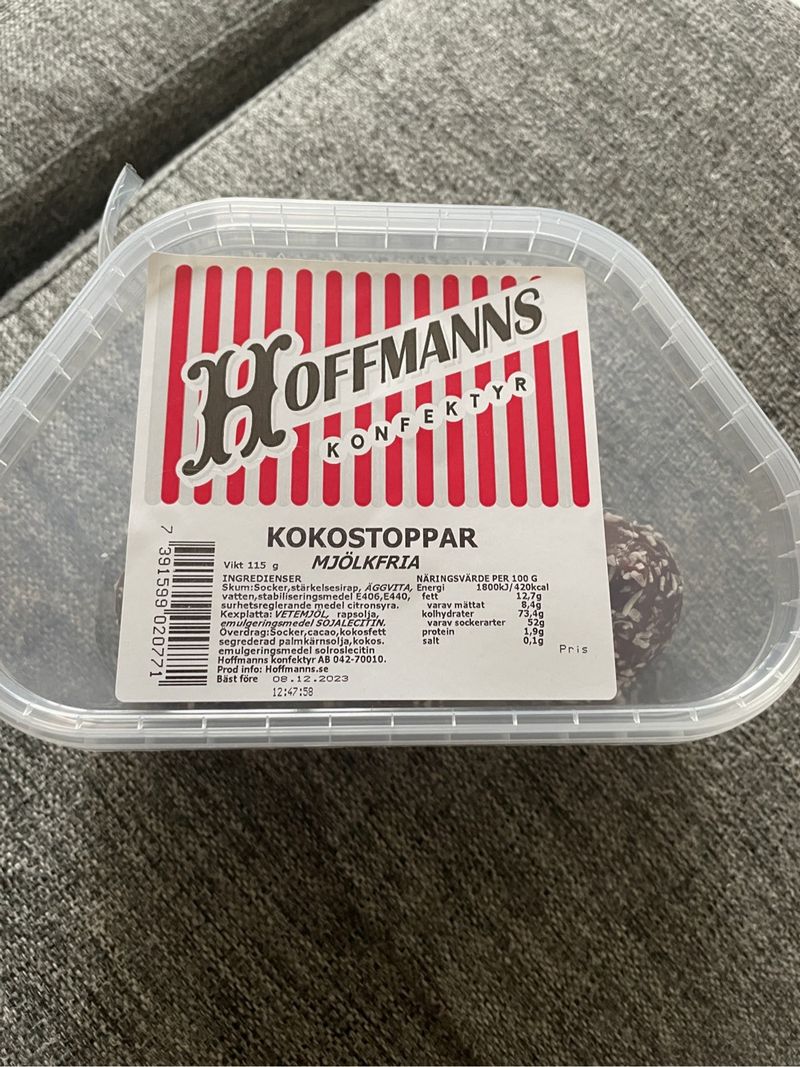 HOFFMANNS
KONFEKTYR
KOKOSTOPPAR
Vikt 115 g MJÖLKFRIA
INGREDIENSER
Skum:Socker,stärkelsesirap, ÄGGVITA,
vatten,stabiliseringsmedel E406,E440,
surhetsreglerande medel citronsyra.
Kexplatta: VETEMJÖL, rapsolja,
emulgeringsmedel SOJALECITIN.
Överdrag:Socker,cacao,kokosfett
segrederad palmkärnsolja,kokos.
emulgeringsmedel solroslecitin
Hoffmanns konfektyr AB 042-70010.
Prod info: Hoffmanns.se
Bäst före 08.12.2023
12:47:58
NÄRINGSVÄRDE PER 100 G
Energi 1800kJ/420kcal
fett 12,7g
varav mättat 8,4g
kolhydrater 73,4g
varav sockerarter 52g
protein 1,9g
salt 0,1g
Pris
7 391599 020771